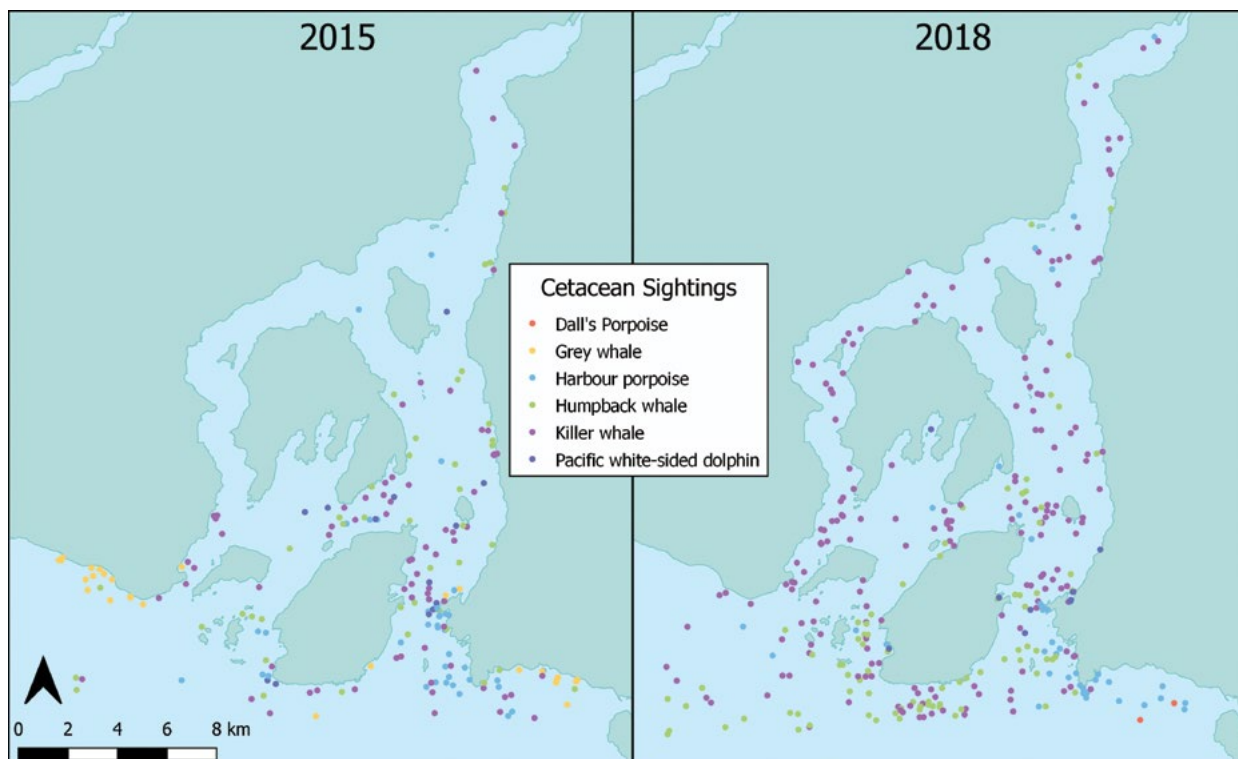 2015
2018
Cetacean Sightings
Dall's Porpoise
Grey whale
Harbour porpoise
Humpback whale
Killer whale
Pacific white-sided dolphin
0 2 4 6 8 km